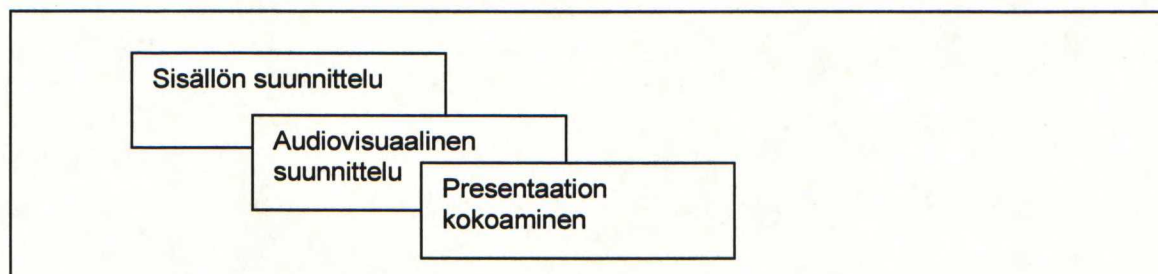 Sisällön suunnittelu
Audiovisuaalinen
suunnittelu
Presentaation
kokoaminen